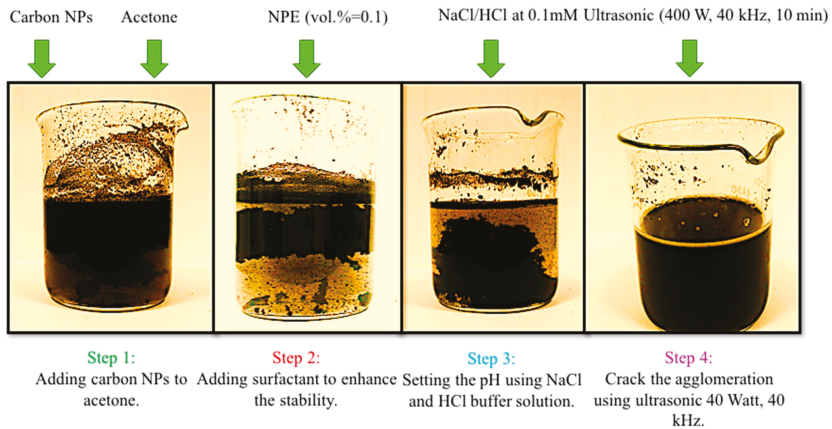 Carbon NPs
Acetone
NPE (vol.%=0.1)
NaCl/HCl at 0.1mM
Ultrasonic (400 W, 40 kHz, 10 min)
Step 1:
Adding carbon NPs to
acetone.
Step 2:
Adding surfactant to enhance
the stability.
Step 3:
Setting the pH using NaCl
and HCl buffer solution.
Step 4:
Crack the agglomeration
using ultrasonic 40 Watt, 40
kHz.